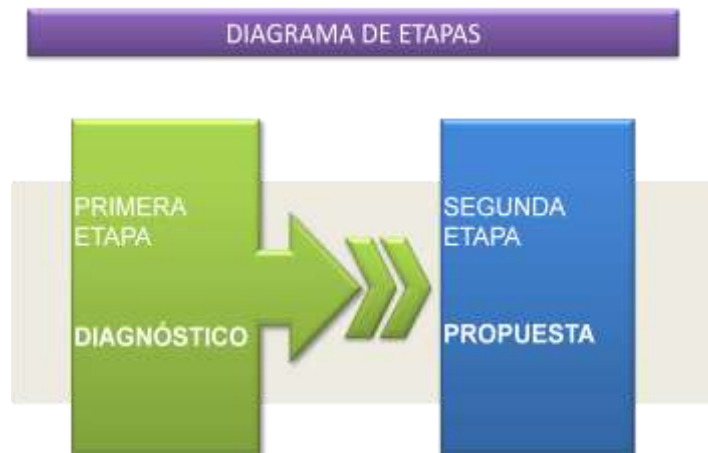 DIAGRAMA DE ETAPAS
PRIMERA
ETAPA
DIAGNÓSTICO
SEGUNDA
ETAPA
PROPUESTA